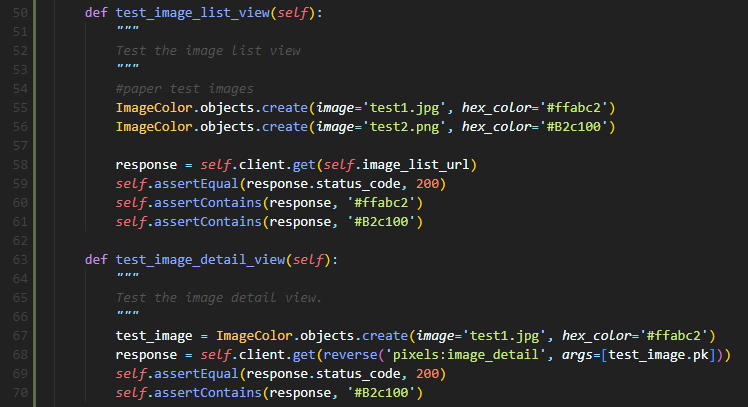 50 def test_image_list_view(self):
51 """
52 Test the image list view
53 """
54 #paper test images
55 ImageColor.objects.create(image='test1.jpg', hex_color='#ffabc2')
56 ImageColor.objects.create(image='test2.png', hex_color='#B2c100')
57
58 response = self.client.get(self.image_list_url)
59 self.assertEqual(response.status_code, 200)
60 self.assertContains(response, '#ffabc2')
61 self.assertContains(response, '#B2c100')
62
63 def test_image_detail_view(self):
64 """
65 Test the image detail view.
66 """
67 test_image = ImageColor.objects.create(image='test1.jpg', hex_color='#ffabc2')
68 response = self.client.get(reverse('pixels:image_detail', args=[test_image.pk]))
69 self.assertEqual(response.status_code, 200)
70 self.assertContains(response, '#B2c100')